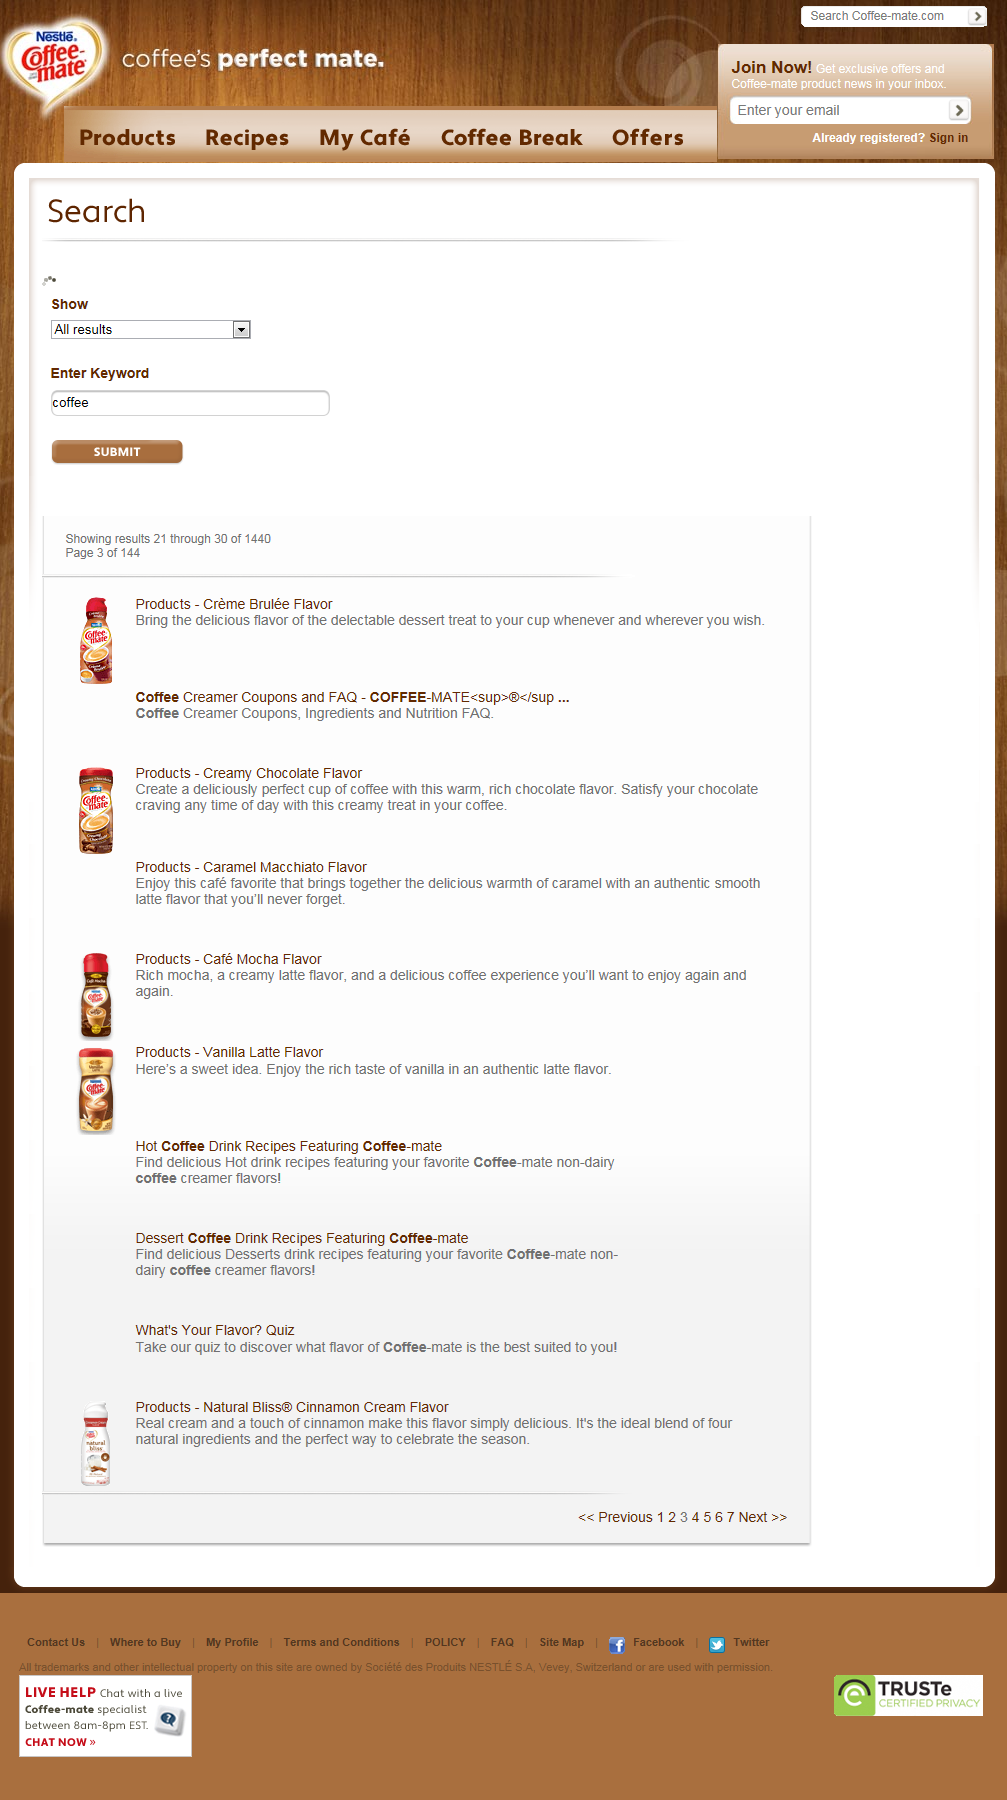 Search Coffee-mate.com
Nestlé
Coffee-
mate
coffee's perfect mate.
Join Now! Get exclusive offers and
Coffee-mate product news in your inbox.
Enter your email
Already registered? Sign in
Products Recipes My Café Coffee Break Offers
Search
Show
All results
Enter Keyword
coffee
SUBMIT
Showing results 21 through 30 of 1440
Page 3 of 144
Products - Crème Brulée Flavor
Bring the delicious flavor of the delectable dessert treat to your cup whenever and wherever you wish.
Coffee Creamer Coupons and FAQ - COFFEE-MATE<sup>®</sup ...
Coffee Creamer Coupons, Ingredients and Nutrition FAQ.
Products - Creamy Chocolate Flavor
Create a deliciously perfect cup of coffee with this warm, rich chocolate flavor. Satisfy your chocolate
craving any time of day with this creamy treat in your coffee.
Products - Caramel Macchiato Flavor
Enjoy this café favorite that brings together the delicious warmth of caramel with an authentic smooth
latte flavor that you'll never forget.
Products - Café Mocha Flavor
Rich mocha, a creamy latte flavor, and a delicious coffee experience you'll want to enjoy again and
again.
Products - Vanilla Latte Flavor
Here's a sweet idea. Enjoy the rich taste of vanilla in an authentic latte flavor.
Hot Coffee Drink Recipes Featuring Coffee-mate
Find delicious Hot drink recipes featuring your favorite Coffee-mate non-dairy
coffee creamer flavors!
Dessert Coffee Drink Recipes Featuring Coffee-mate
Find delicious Desserts drink recipes featuring your favorite Coffee-mate non-
dairy coffee creamer flavors!
What's Your Flavor? Quiz
Take our quiz to discover what flavor of Coffee-mate is the best suited to you!
Products - Natural Bliss® Cinnamon Cream Flavor
Real cream and a touch of cinnamon make this flavor simply delicious. It's the ideal blend of four
natural ingredients and the perfect way to celebrate the season.
<< Previous 1 2 3 4 5 6 7 Next >>
Contact Us | Where to Buy | My Profile | Terms and Conditions | POLICY | FAQ | Site Map | Facebook | Twitter
All trademarks and other intellectual property on this site are owned by Société des Produits NESTLÉ S.A, Vevey, Switzerland or are used with permission.
LIVE HELP Chat with a live
Coffee-mate specialist
between 8am-8pm EST.
CHAT NOW »
TRUSTe
CERTIFIED PRIVACY